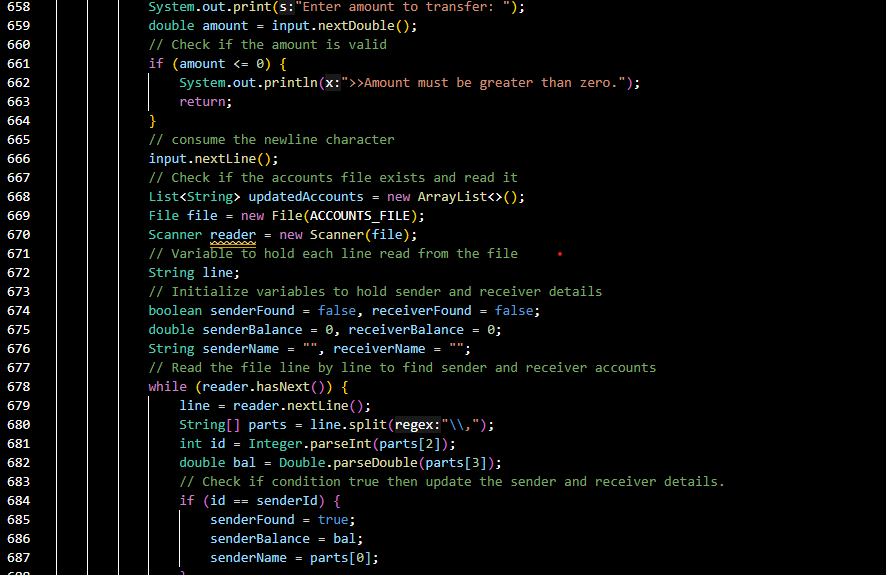 658 System.out.print(s:"Enter amount to transfer: ");
659 double amount = input.nextDouble();
660 // Check if the amount is valid
661 if (amount <= 0) {
662 System.out.println(x:">>Amount must be greater than zero.");
663 return;
664 }
665 // consume the newline character
666 input.nextLine();
667 // Check if the accounts file exists and read it
668 List<String> updatedAccounts = new ArrayList<>();
669 File file = new File(ACCOUNTS_FILE);
670 Scanner reader = new Scanner(file);
671 // Variable to hold each line read from the file
672 String line;
673 // Initialize variables to hold sender and receiver details
674 boolean senderFound = false, receiverFound = false;
675 double senderBalance = 0, receiverBalance = 0;
676 String senderName = "", receiverName = "";
677 // Read the file line by line to find sender and receiver accounts
678 while (reader.hasNext()) {
679 line = reader.nextLine();
680 String[] parts = line.split(regex:"\\,");
681 int id = Integer.parseInt(parts[2]);
682 double bal = Double.parseDouble(parts[3]);
683 // Check if condition true then update the sender and receiver details.
684 if (id == senderId) {
685 senderFound = true;
686 senderBalance = bal;
687 senderName = parts[0];